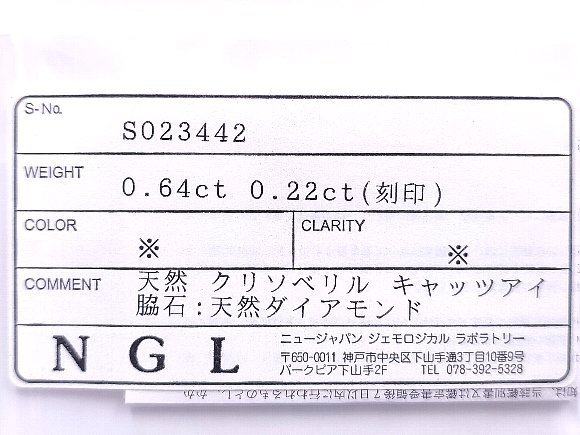 S-No.
S023442
WEIGHT
0.64ct 0.22ct(刻印)
COLOR
※
CLARITY
※
COMMENT
天然 クリソベリル キャッツアイ
脇石:天然ダイアモンド
NGL
ニュージャパン ジェモロジカル ラボラトリー
〒650-0011 神戸市中央区下山手通3丁目10番9号
パークピア下山手2F TEL 078-392-5328